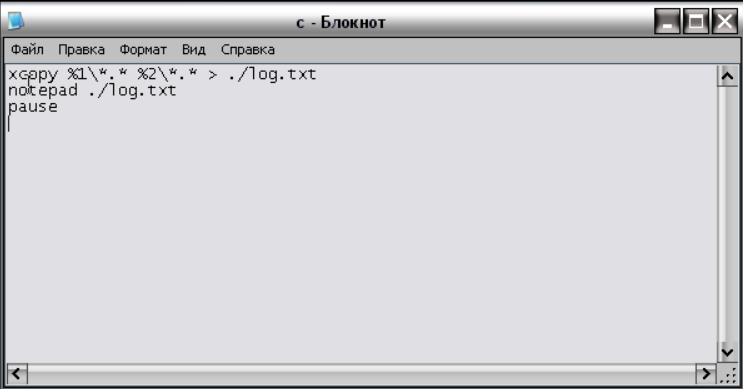 c - Блокнот
Файл Правка Формат Вид Справка
xcopy %1\*.* %2\*.* > ./log.txt
notepad ./log.txt
pause